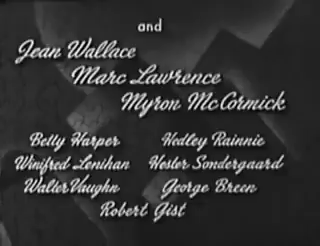 and
Jean Wallace
Marc Lawrence
Myron McCormick
Betty Harper Hedley Rainnie
Winifred Lenihan Hester Sondergaard
Walter Vaughn George Breen
Robert Gist